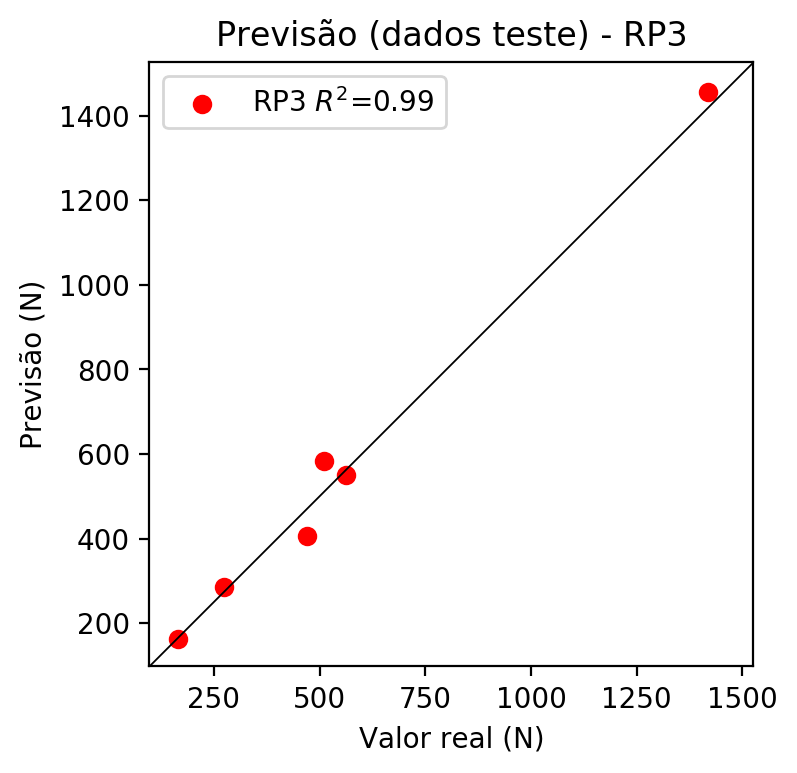 Previsão (dados teste) - RP3
RP3 R²=0.99
Previsão (N)
1400
1200
1000
800
600
400
200
250 500 750 1000 1250 1500
Valor real (N)